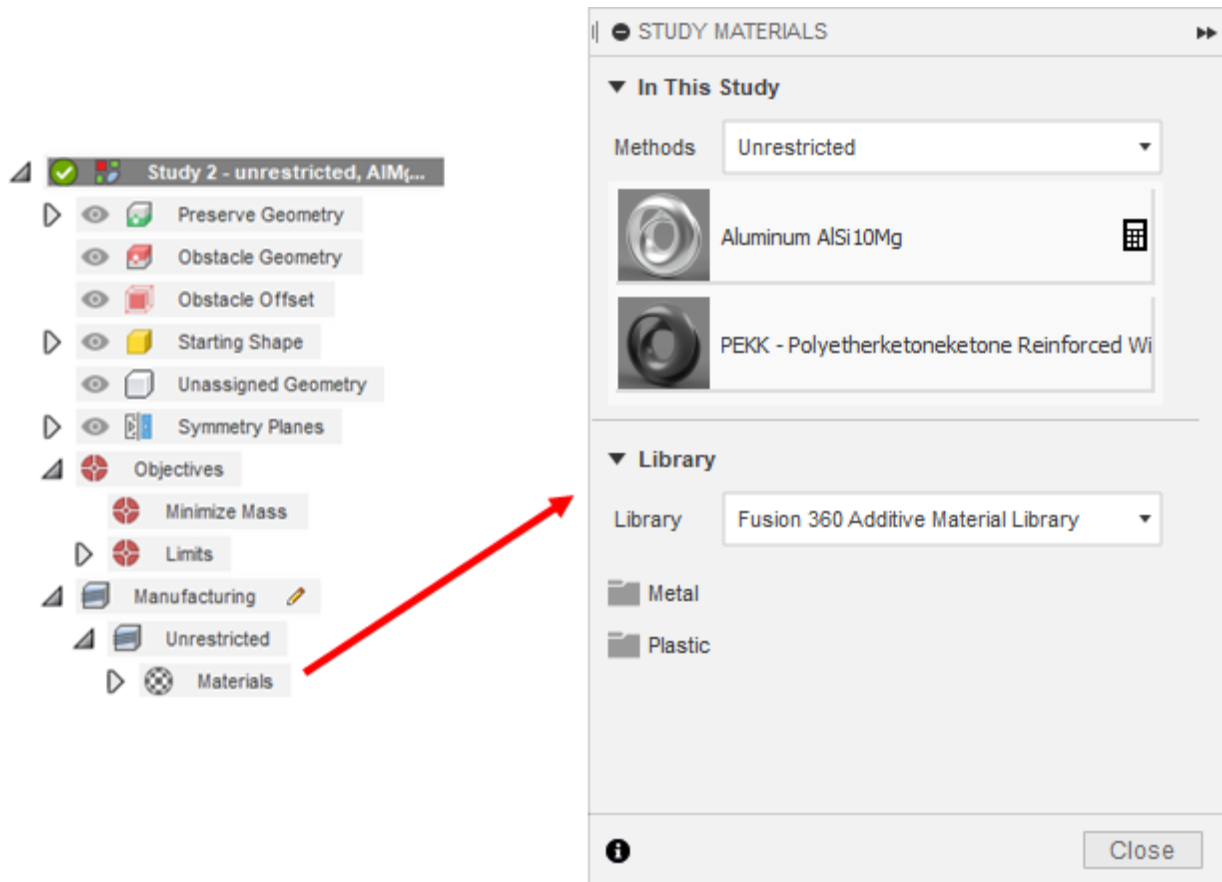 Study 2 - unrestricted, AlMg...
Preserve Geometry
Obstacle Geometry
Obstacle Offset
Starting Shape
Unassigned Geometry
Symmetry Planes
Objectives
Minimize Mass
Limits
Manufacturing
Unrestricted
Materials
STUDY MATERIALS
In This Study
Methods Unrestricted
Aluminum AlSi10Mg
PEKK - Polyetherketoneketone Reinforced Wi
Library
Library Fusion 360 Additive Material Library
Metal
Plastic
Close